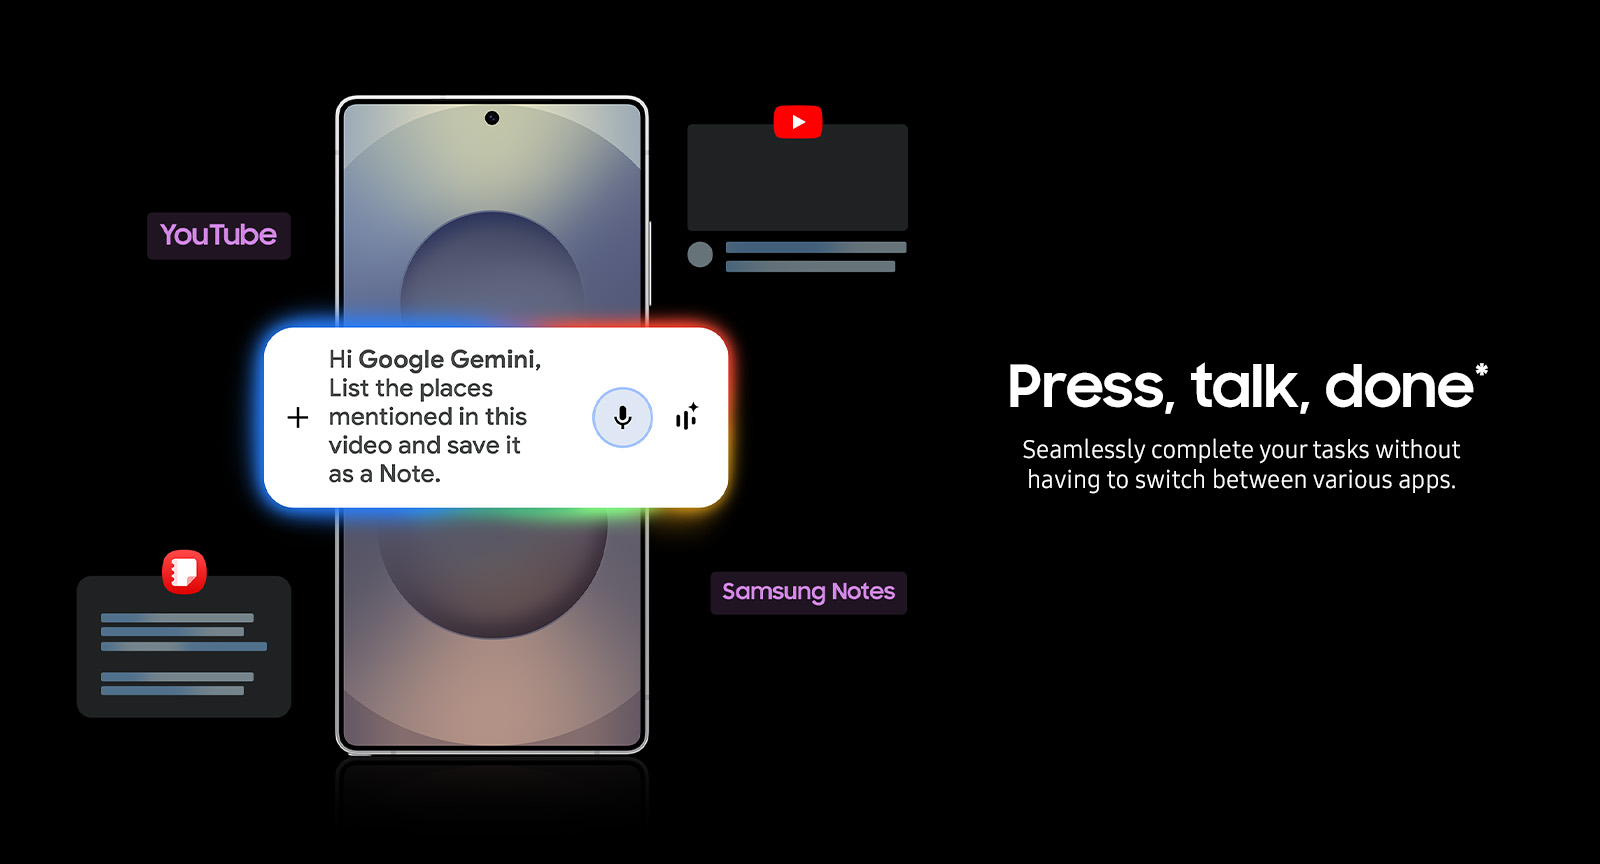 YouTube
Hi Google Gemini,
List the places
mentioned in this
video and save it
as a Note.
Samsung Notes
Press, talk, done*
Seamlessly complete your tasks without
having to switch between various apps.